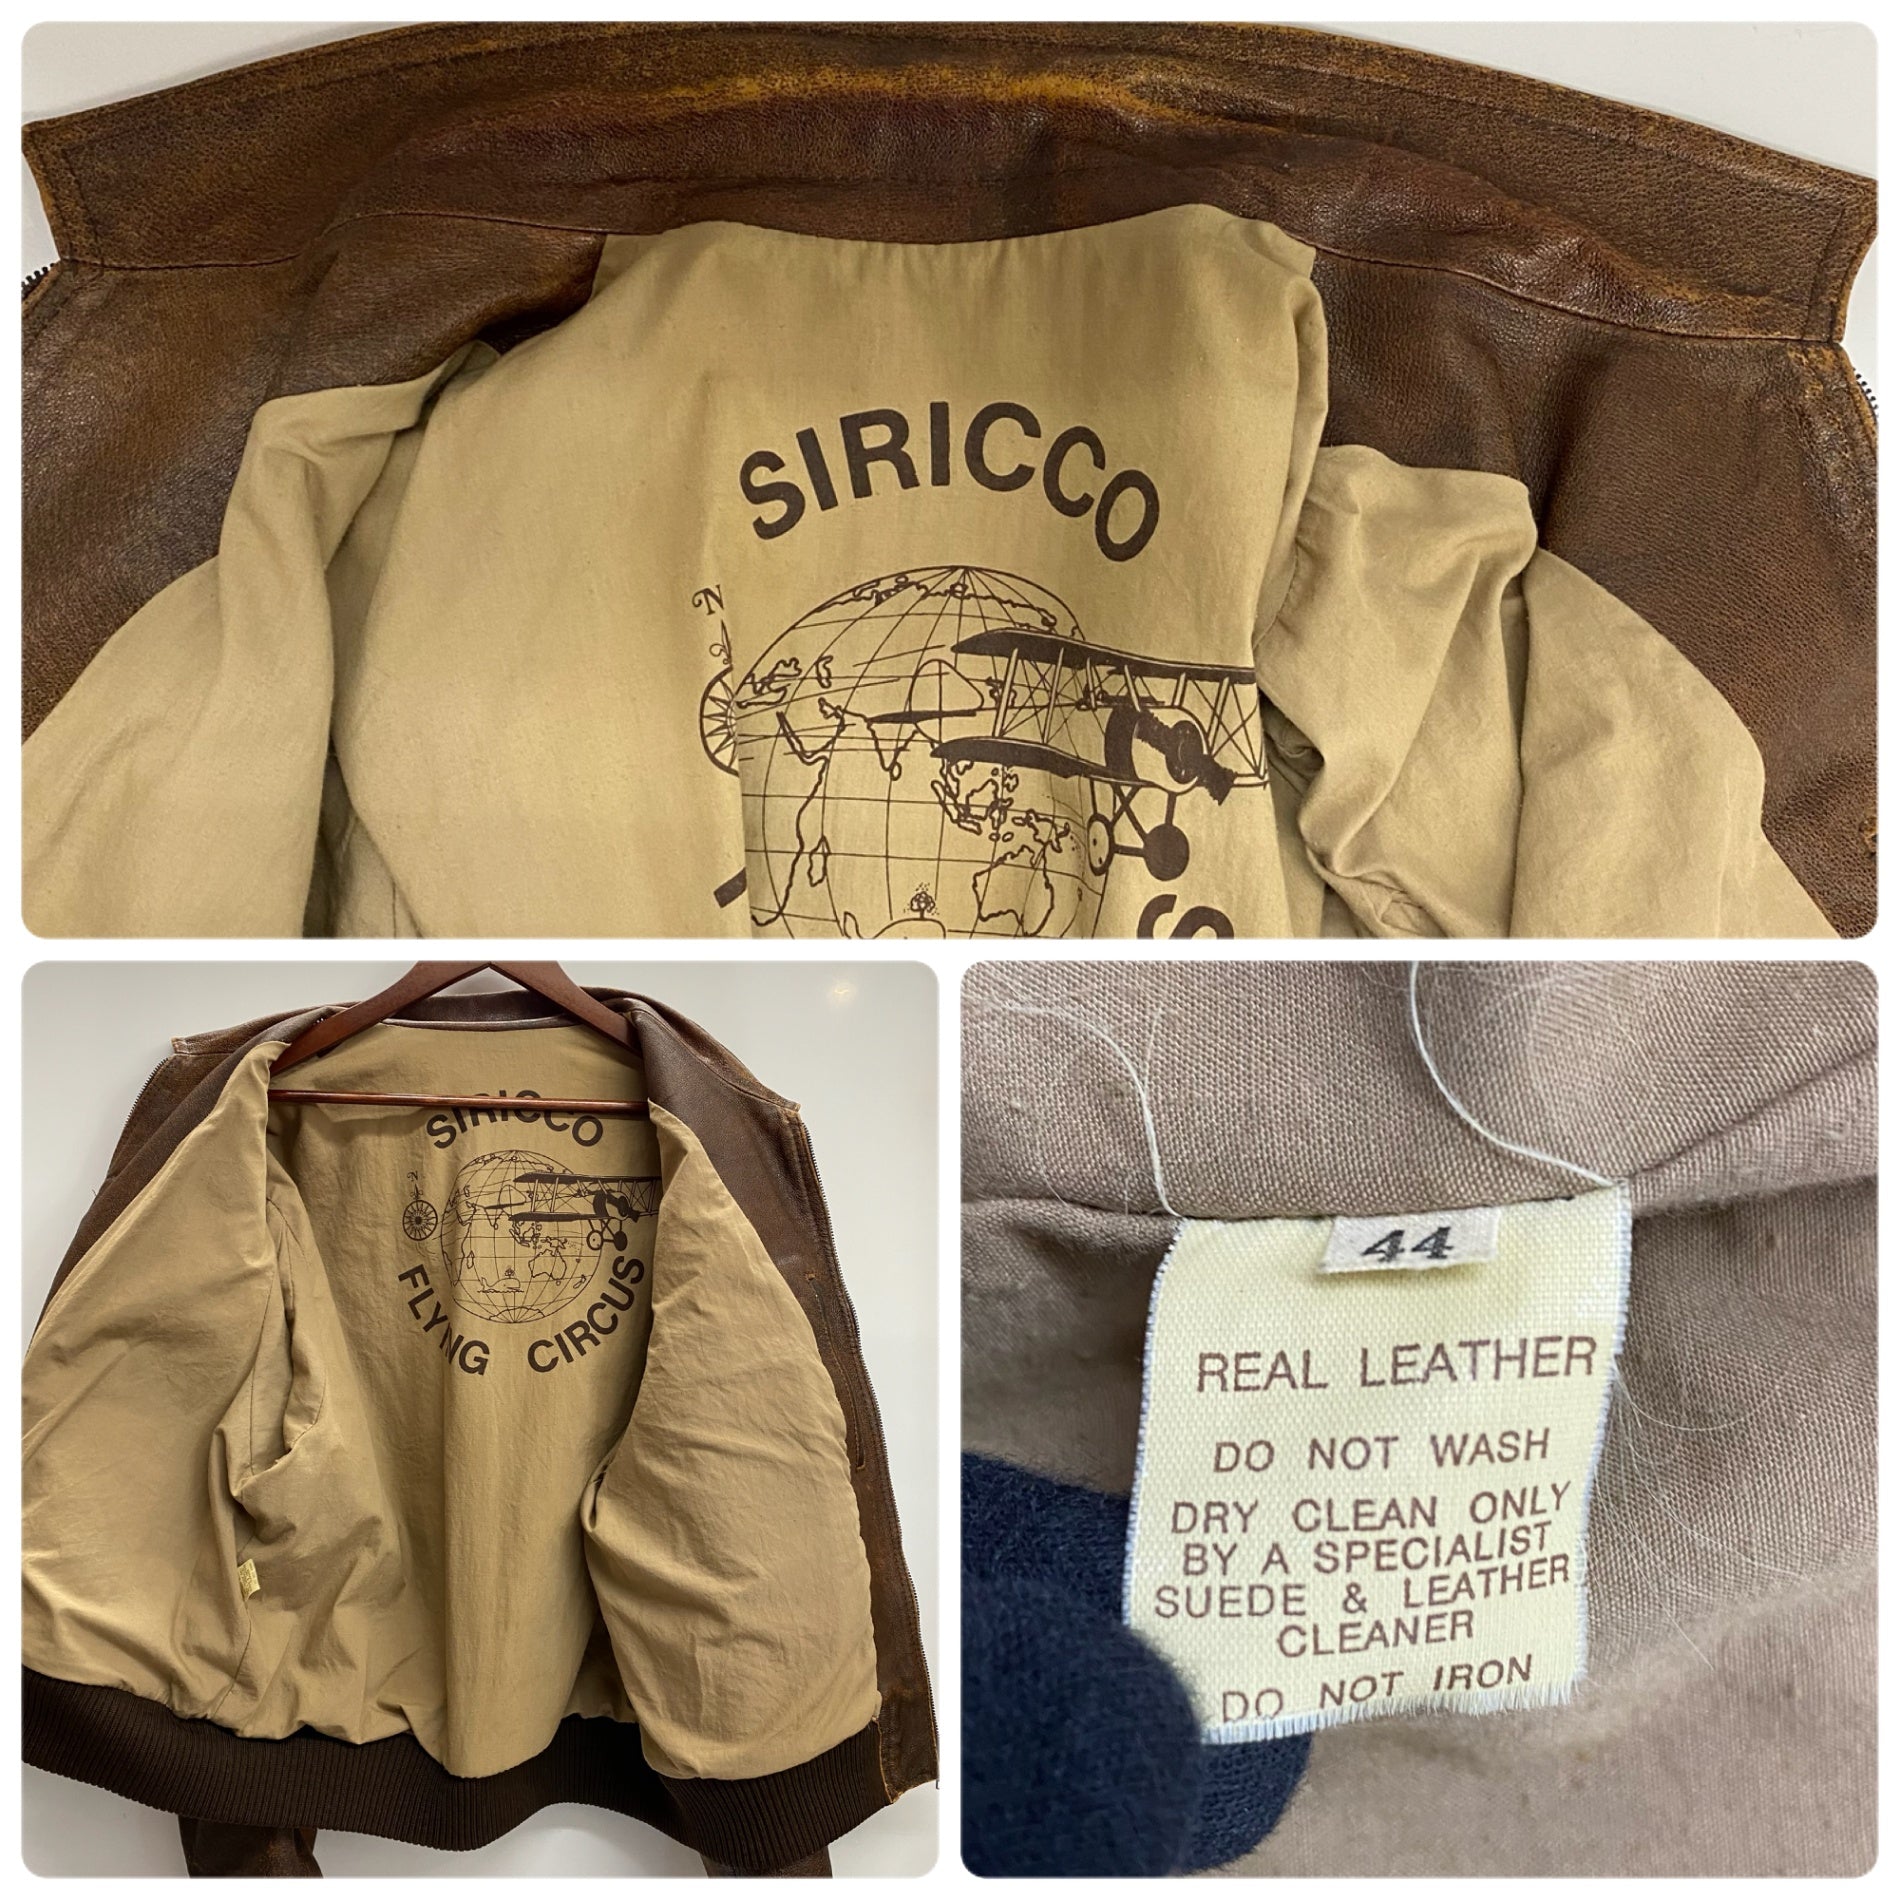 SIRICCO
N
S
SIRICCO
N
FLYING CIRCUS
44
REAL LEATHER
DO NOT WASH
DRY CLEAN ONLY
BY A SPECIALIST
SUEDE & LEATHER
CLEANER
DO NOT IRON